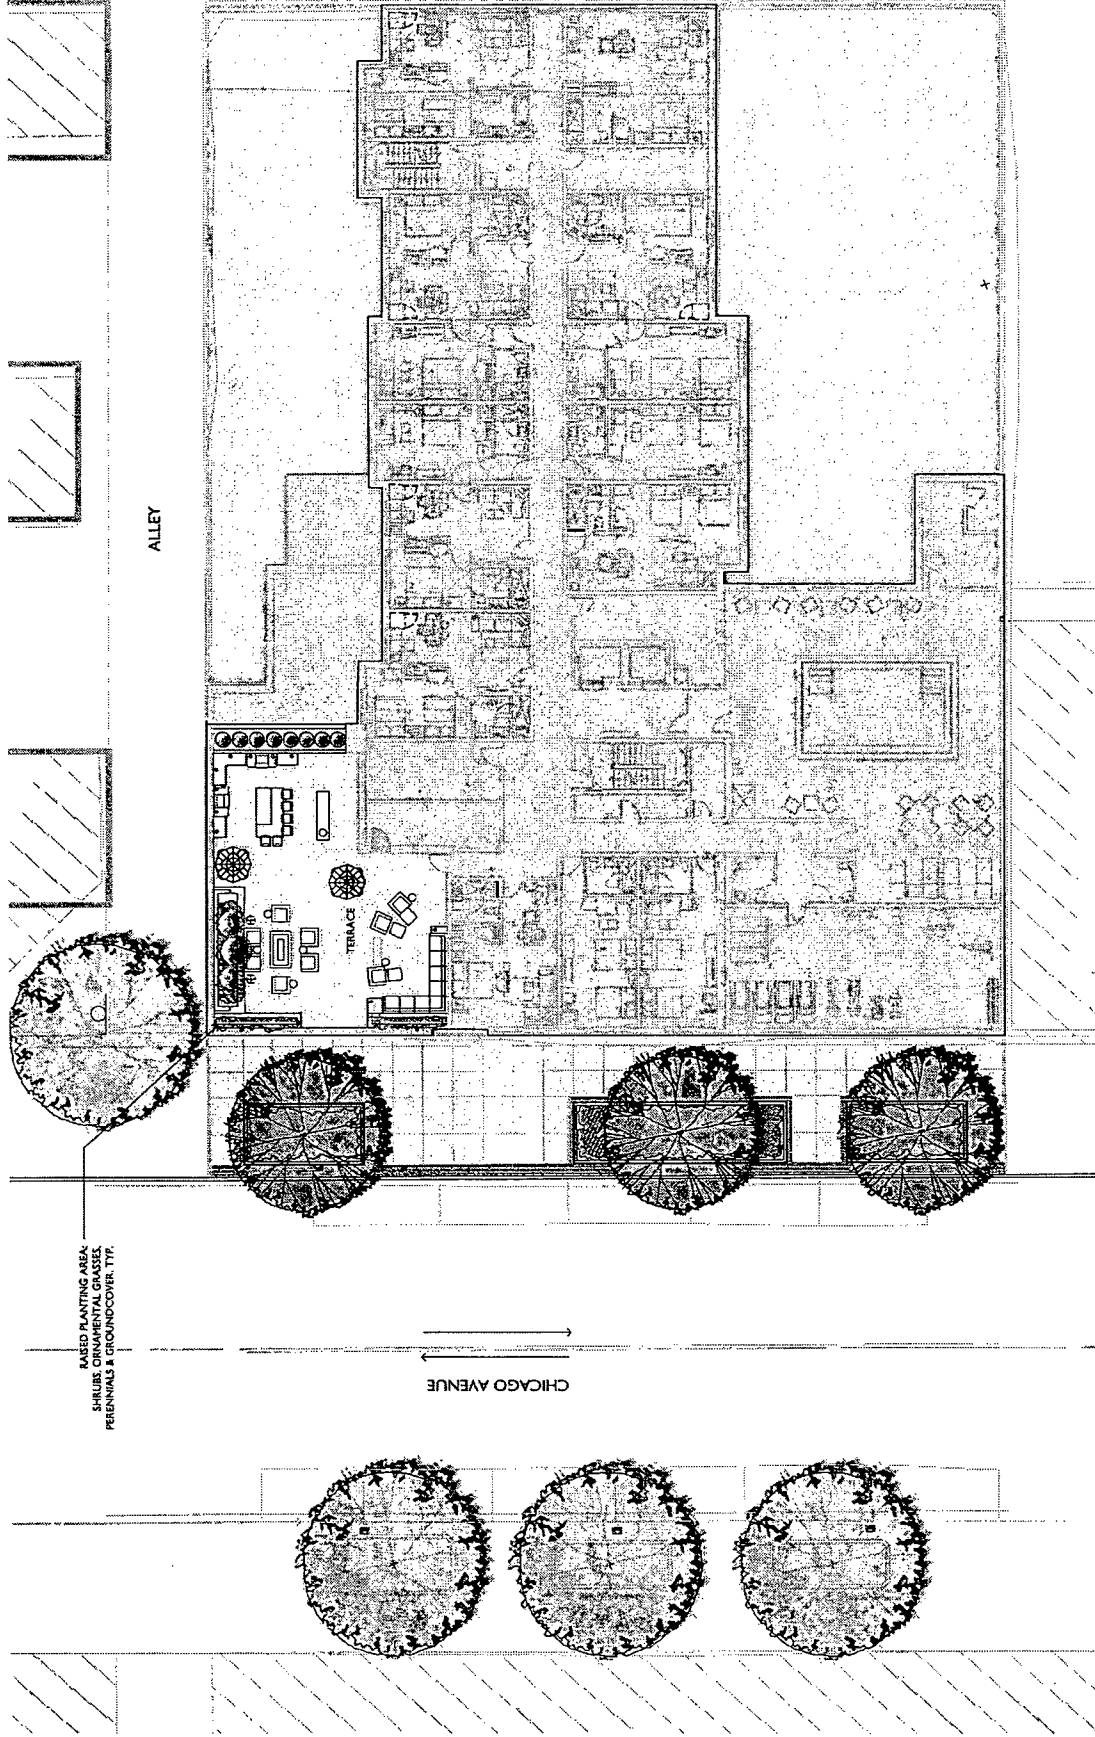 RAISED PLANTING AREA:
SHRUBS, ORNAMENTAL GRASSES,
PERENNIALS & GROUNDCOVER, TYP.
ALLEY
TERRACE
CHICAGO AVENUE